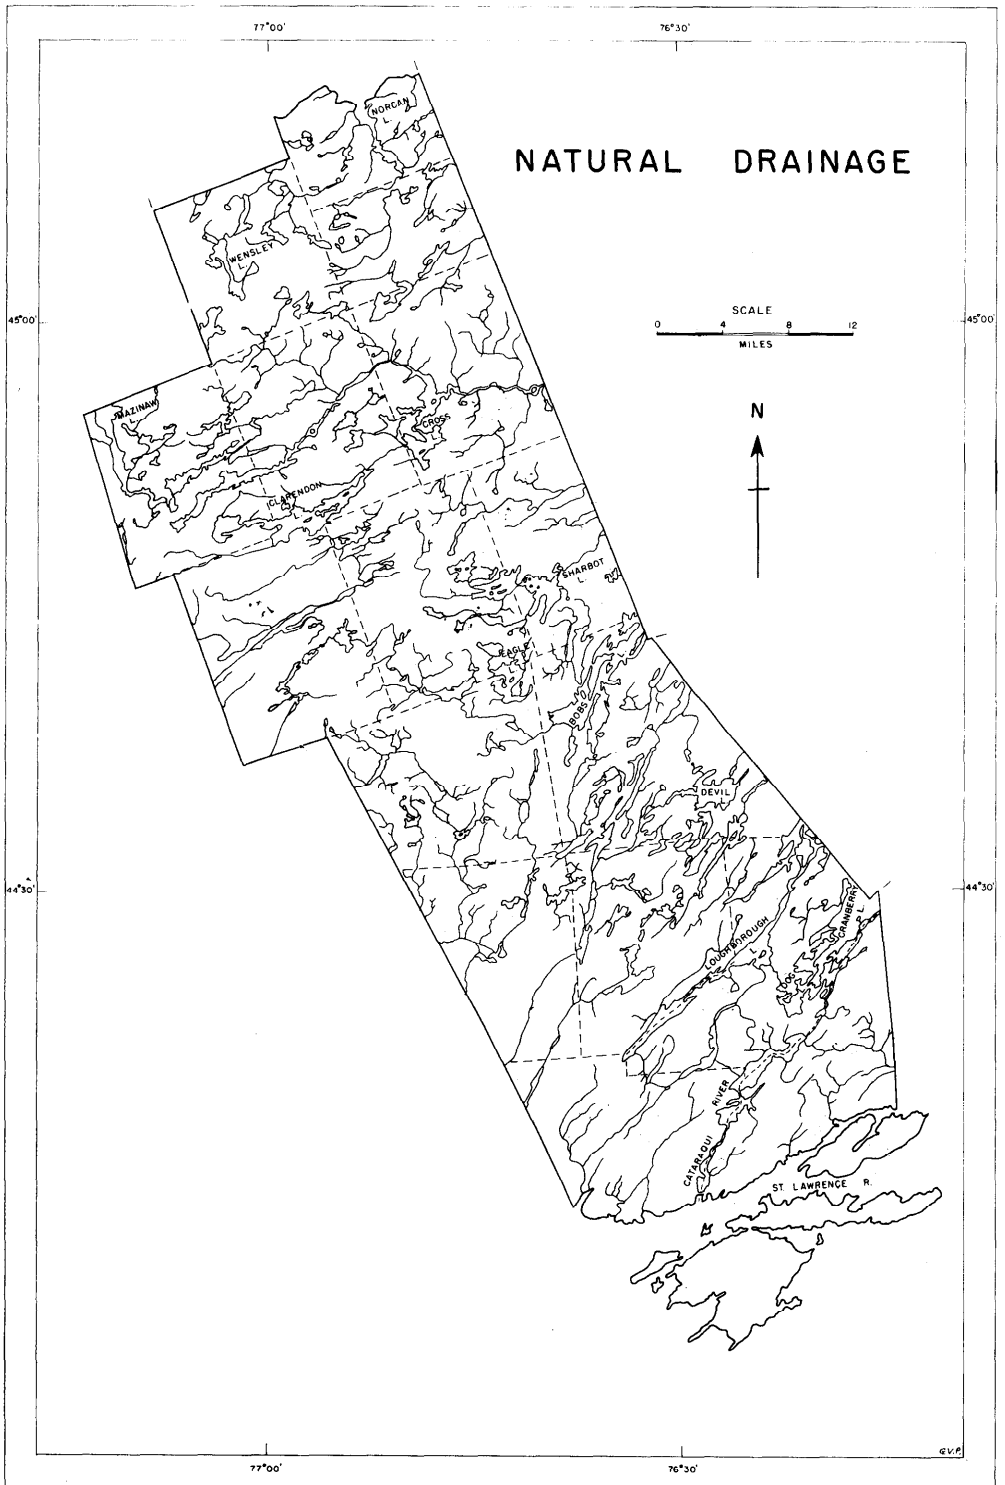 77°00'
76°30'
NORCAN
L.
NATURAL DRAINAGE
WENSLEY
L.
SCALE
0 4 8 12
MILES
45°00'
45°00'
N
MAZINAW
L.
CROSS
CLARENDON
L.
SHARBOT
L.
EAGLE
L.
BOBS
DEVIL
L.
44°30'
44°30'
CRANBERRY
L.
LOUGHBOROUGH
L.
DOG
CATARAQUI RIVER
ST. LAWRENCE R.
G.V.P.
77°00'
76°30'